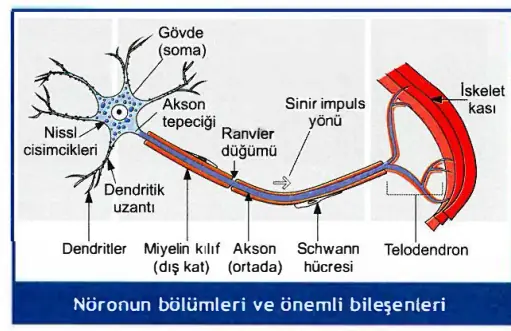 Gövde
(soma)
Akson
tepeciği
Nissl
cisimcikleri
Dendritik
uzantı
Ranvier
düğümü
Sinir impuls
yönü
İskelet
kası
Dendritler
Miyelin kılıf
(dış kat)
Akson
(ortada)
Schwann
hücresi
Telodendron
Nöronun bölümleri ve önemli bileşenleri